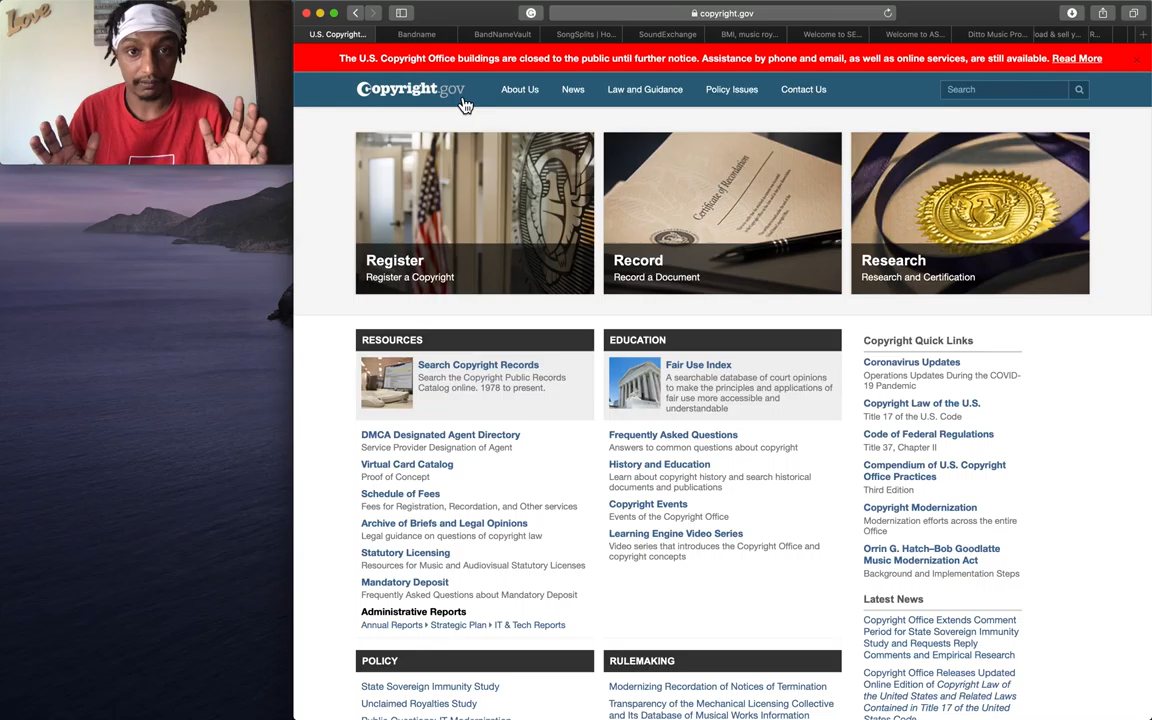 Love
copyright.gov
U.S. Copyright...
Bandname
BandNameVault
SongSplits | Ho...
SoundExchange
BMI, music roy...
Welcome to SE...
Welcome to AS...
Ditto Music Pro...
oad & sell y...
R...
The U.S. Copyright Office buildings are closed to the public until further notice. Assistance by phone and email, as well as online services, are still available. Read More
Copyright.gov
About Us
News
Law and Guidance
Policy Issues
Contact Us
Search
Certificate of Recordation
Register
Register a Copyright
Record
Record a Document
Research
Research and Certification
RESOURCES
Search Copyright Records
Search the Copyright Public Records
Catalog online. 1978 to present.
DMCA Designated Agent Directory
Service Provider Designation of Agent
Virtual Card Catalog
Proof of Concept
Schedule of Fees
Fees for Registration, Recordation, and Other services
Archive of Briefs and Legal Opinions
Legal guidance on questions of copyright law
Statutory Licensing
Resources for Music and Audiovisual Statutory Licenses
Mandatory Deposit
Frequently Asked Questions about Mandatory Deposit
Administrative Reports
Annual Reports Strategic Plan IT & Tech Reports
EDUCATION
Fair Use Index
A searchable database of court opinions
to make the principles and applications of
fair use more accessible and
understandable
Frequently Asked Questions
Answers to common questions about copyright
History and Education
Learn about copyright history and search historical
documents and publications
Copyright Events
Events of the Copyright Office
Learning Engine Video Series
Video series that introduces the Copyright Office and
copyright concepts
Copyright Quick Links
Coronavirus Updates
Operations Updates During the COVID-
19 Pandemic
Copyright Law of the U.S.
Title 17 of the U.S. Code
Code of Federal Regulations
Title 37, Chapter II
Compendium of U.S. Copyright
Office Practices
Third Edition
Copyright Modernization
Modernization efforts across the entire
Office
Orrin G. Hatch–Bob Goodlatte
Music Modernization Act
Background and Implementation Steps
Latest News
Copyright Office Extends Comment
Period for State Sovereign Immunity
Study and Requests Reply
Comments and Empirical Research
Copyright Office Releases Updated
Online Edition of Copyright Law of
the United States and Related Laws
Contained in Title 17 of the United
States Code
POLICY
State Sovereign Immunity Study
Unclaimed Royalties Study
Public Questions: IT Modernization
RULEMAKING
Modernizing Recordation of Notices of Termination
Transparency of the Mechanical Licensing Collective
and Its Database of Musical Works Information